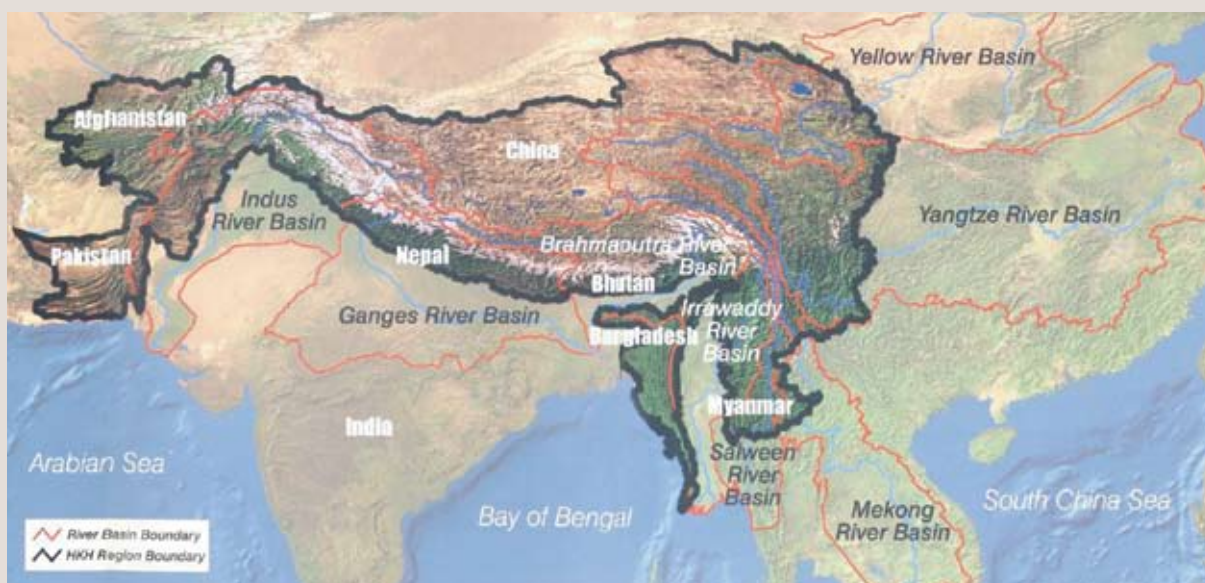 Yellow River Basin
Afghanistan
China
Indus
River Basin
Yangtze River Basin
Pakistan
Nepal
Brahmaputra River
Basin
Bhutan
Ganges River Basin
Irrawaddy
River
Basin
Bangladesh
Myanmar
India
Arabian Sea
Salween
River
Basin
Bay of Bengal
Mekong
River Basin
South China Sea
River Basin Boundary
HKH Region Boundary